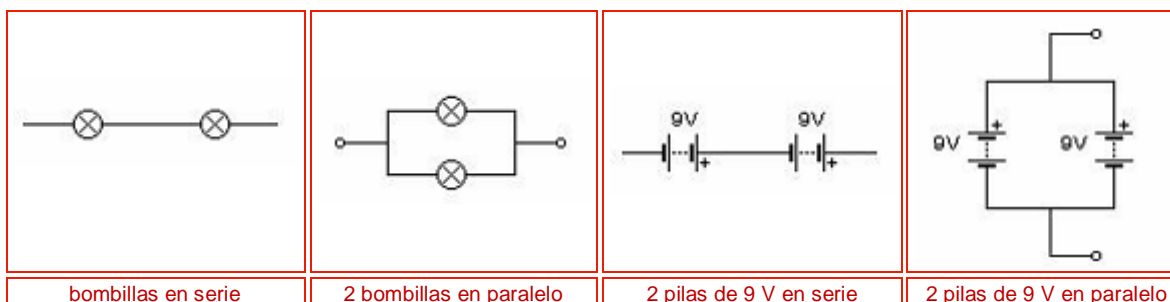 9V
9V
+
+
9V
+
9V
+
bombillas en serie
2 bombillas en paralelo
2 pilas de 9 V en serie
2 pilas de 9 V en paralelo